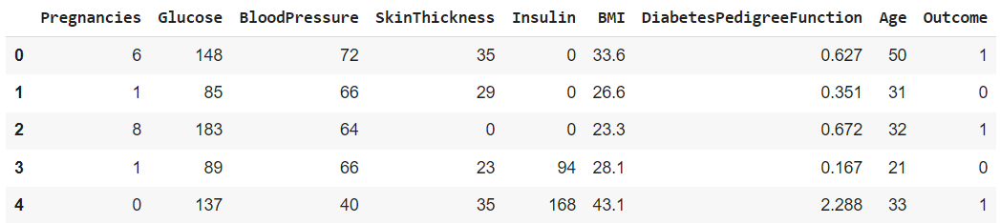 Pregnancies Glucose BloodPressure SkinThickness Insulin BMI DiabetesPedigreeFunction Age Outcome
0 6 148 72 35 0 33.6 0.627 50 1
1 1 85 66 29 0 26.6 0.351 31 0
2 8 183 64 0 0 23.3 0.672 32 1
3 1 89 66 23 94 28.1 0.167 21 0
4 0 137 40 35 168 43.1 2.288 33 1